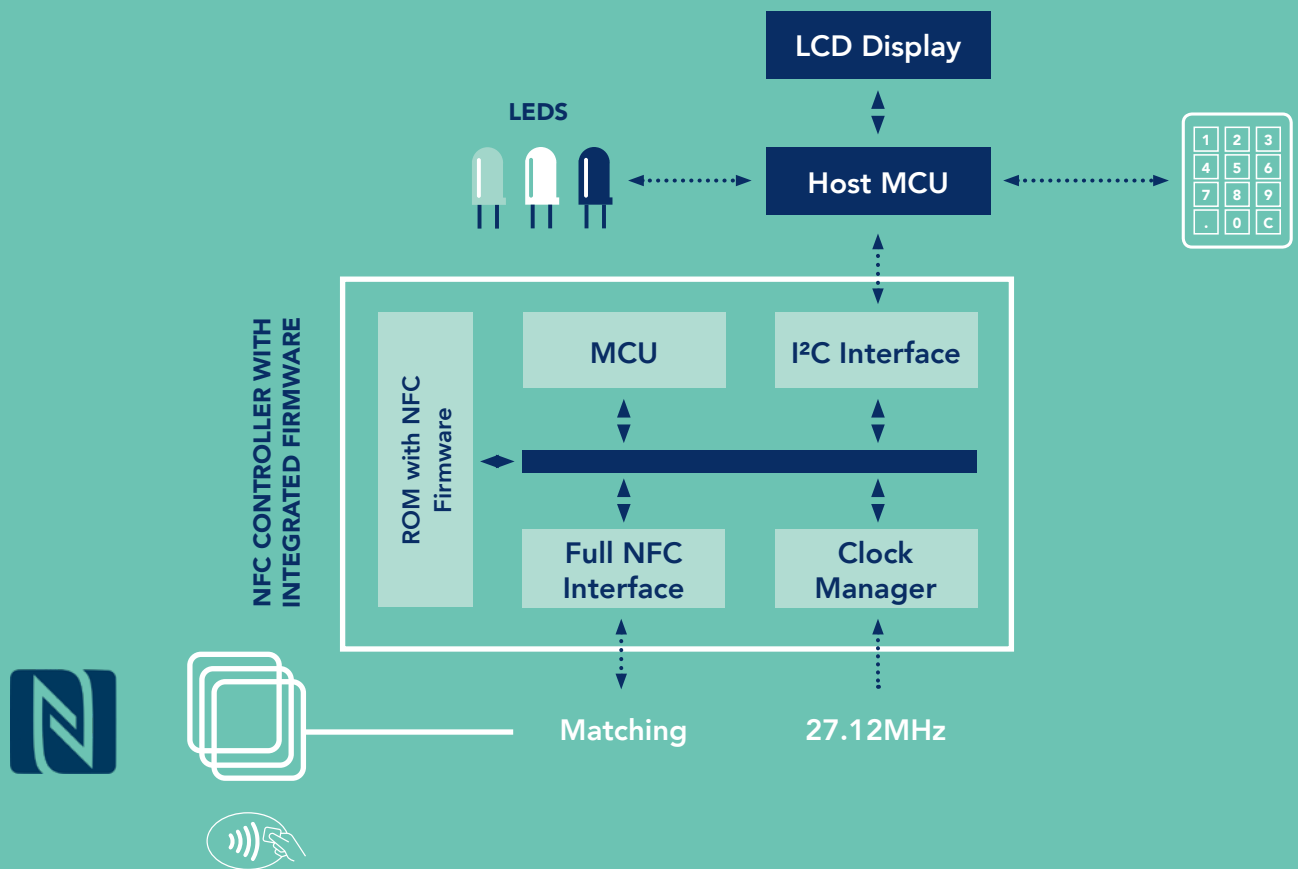 LCD Display
LEDS
Host MCU
1 2 3
4 5 6
7 8 9
. 0 C
NFC CONTROLLER WITH
INTEGRATED FIRMWARE
ROM with NFC
Firmware
MCU
I²C Interface
Full NFC
Interface
Clock
Manager
Matching
27.12MHz